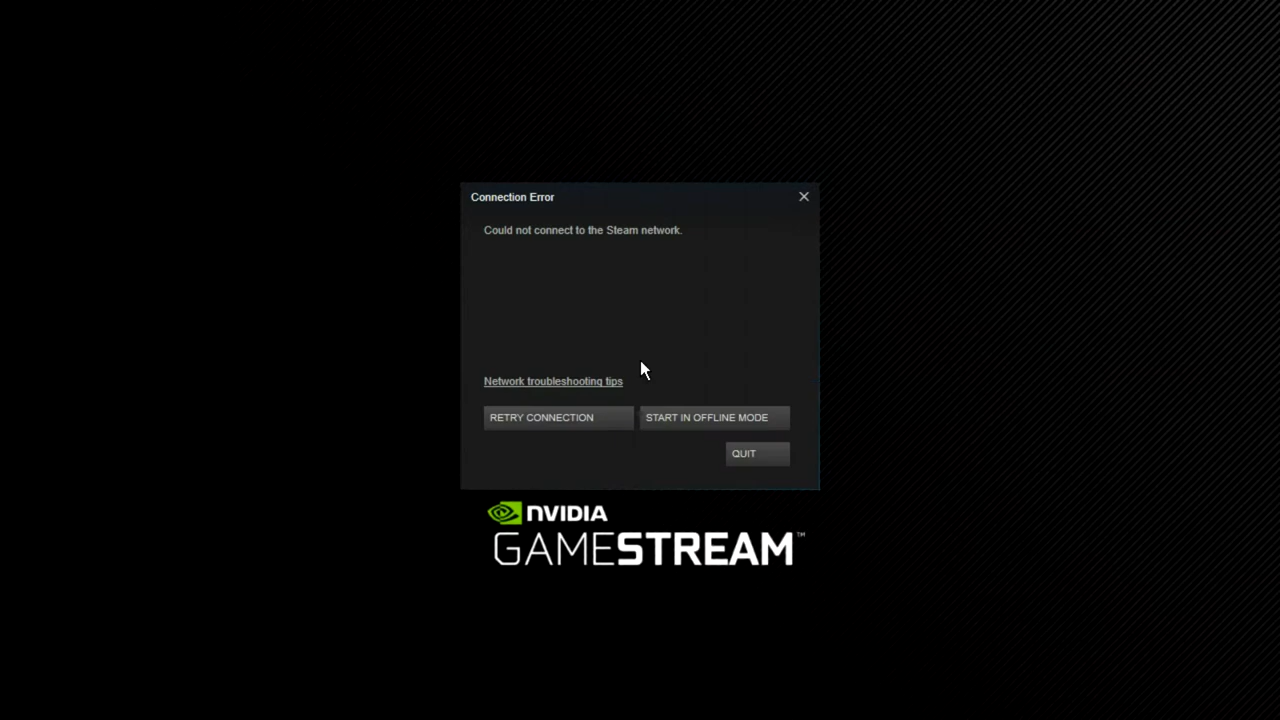 Connection Error
Could not connect to the Steam network.
Network troubleshooting tips
RETRY CONNECTION
START IN OFFLINE MODE
QUIT
NVIDIA
GAMESTREAM™